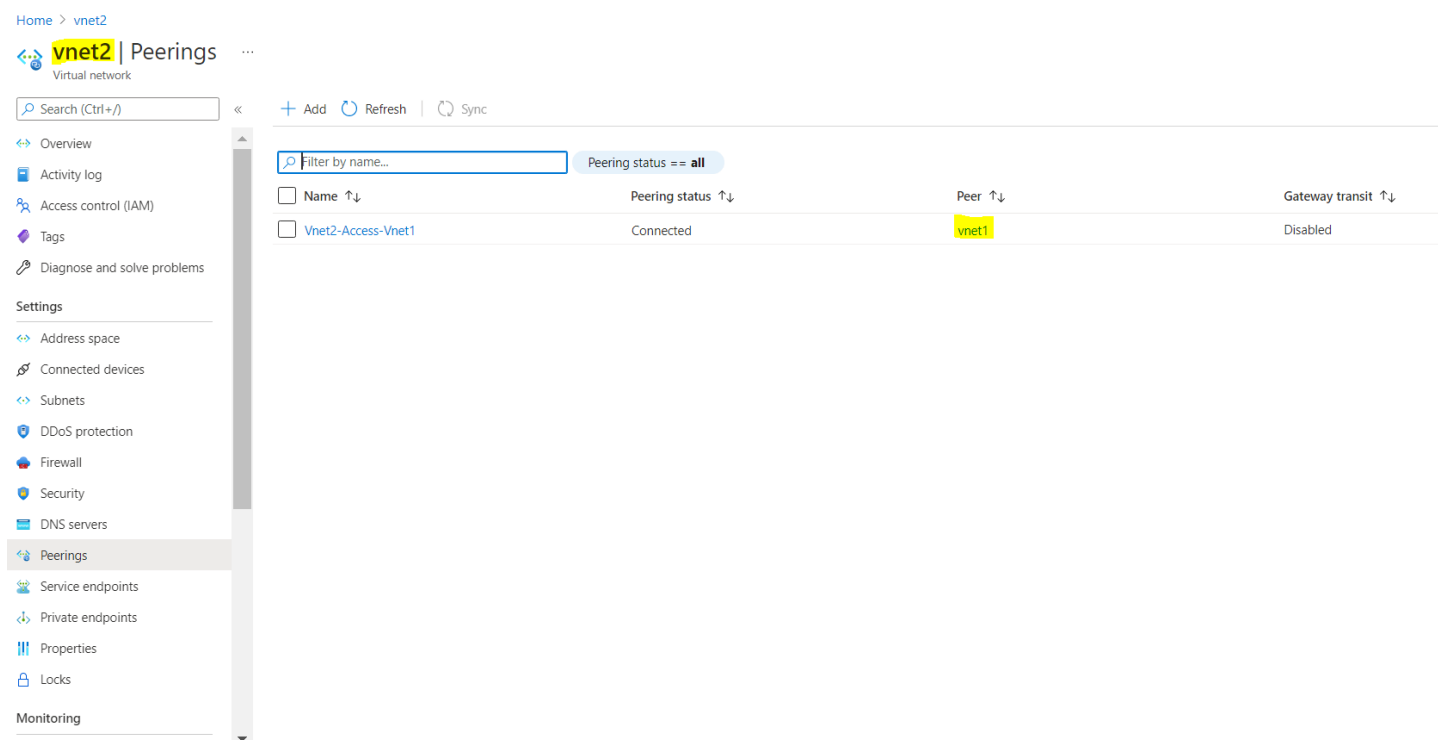 Home > vnet2
vnet2 | Peerings ...
Virtual network
Search (Ctrl+/)
«
Overview
Activity log
Access control (IAM)
Tags
Diagnose and solve problems
Settings
Address space
Connected devices
Subnets
DDoS protection
Firewall
Security
DNS servers
Peerings
Service endpoints
Private endpoints
Properties
Locks
Monitoring
+ Add Refresh Sync
Filter by name... Peering status == all
Name ↑↓ Peering status ↑↓ Peer ↑↓ Gateway transit ↑↓
Vnet2-Access-Vnet1 Connected vnet1 Disabled